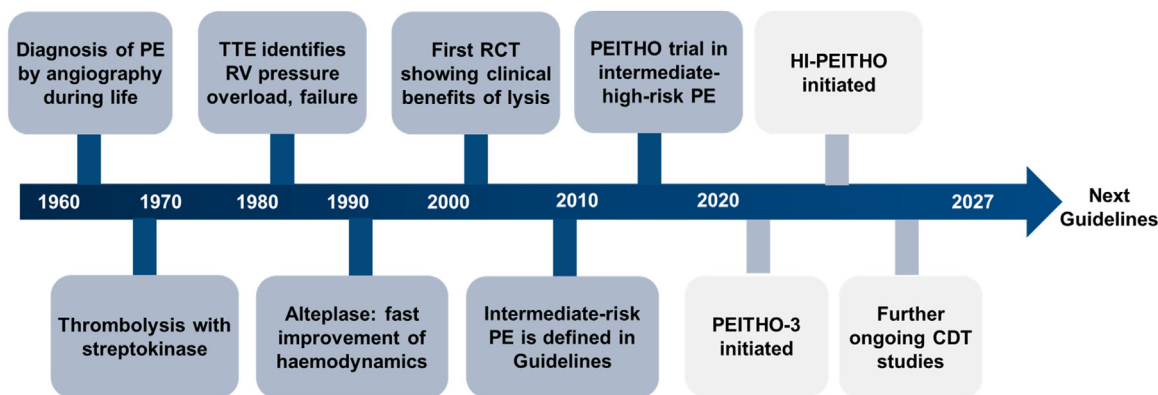 Diagnosis of PE
by angiography
during life
TTE identifies
RV pressure
overload, failure
First RCT
showing clinical
benefits of lysis
PEITHO trial in
intermediate-
high-risk PE
HI-PEITHO
initiated
1960 1970 1980 1990 2000 2010 2020 2027
Next
Guidelines
Thrombolysis with
streptokinase
Alteplase: fast
improvement of
haemodynamics
Intermediate-risk
PE is defined in
Guidelines
PEITHO-3
initiated
Further
ongoing CDT
studies